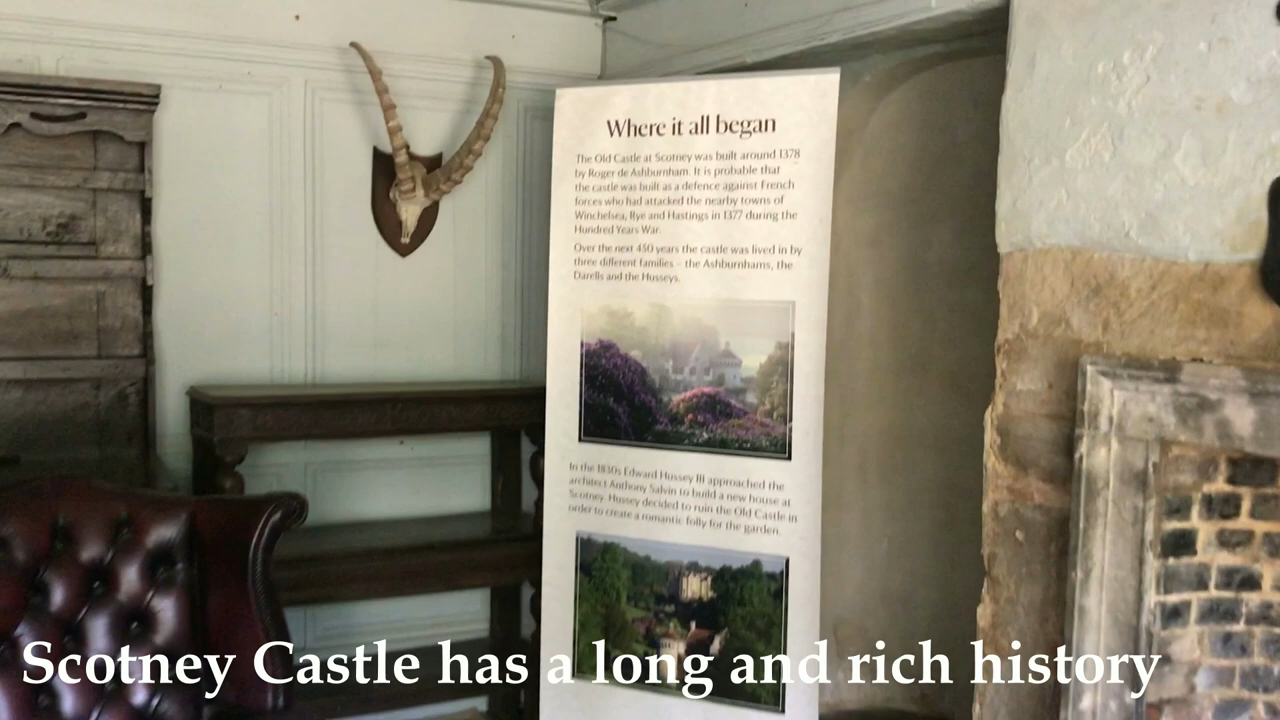 Where it all began
The Old Castle at Scotney was built around 1378
by Roger de Ashburnham. It is probable that
the castle was built as a defence against French
forces who had attacked the nearby towns of
Winchelsea, Rye and Hastings in 1377 during the
Hundred Years War.
Over the next 450 years the castle was lived in by
three different families – the Ashburnhams, the
Darells and the Husseys.
In the 1830s Edward Hussey III approached the
architect Anthony Salvin to build a new house at
Scotney. Hussey decided to ruin the Old Castle in
order to create a romantic folly for the garden.
Scotney Castle has a long and rich history